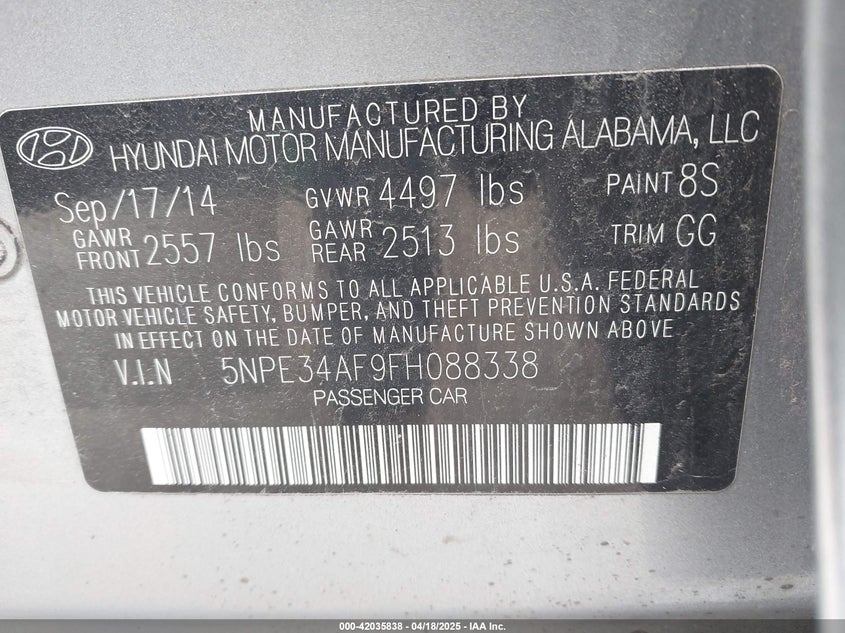 MANUFACTURED BY
HYUNDAI MOTOR MANUFACTURING ALABAMA, LLC
Sep/17/14 GVWR 4497 lbs PAINT 8S
GAWR FRONT 2557 lbs GAWR REAR 2513 lbs TRIM GG
THIS VEHICLE CONFORMS TO ALL APPLICABLE U.S.A. FEDERAL
MOTOR VEHICLE SAFETY, BUMPER, AND THEFT PREVENTION STANDARDS
IN EFFECT ON THE DATE OF MANUFACTURE SHOWN ABOVE
V.I.N 5NPE34AF9FH088338
PASSENGER CAR
000-42035838 - 04/18/2025 - IAA Inc.